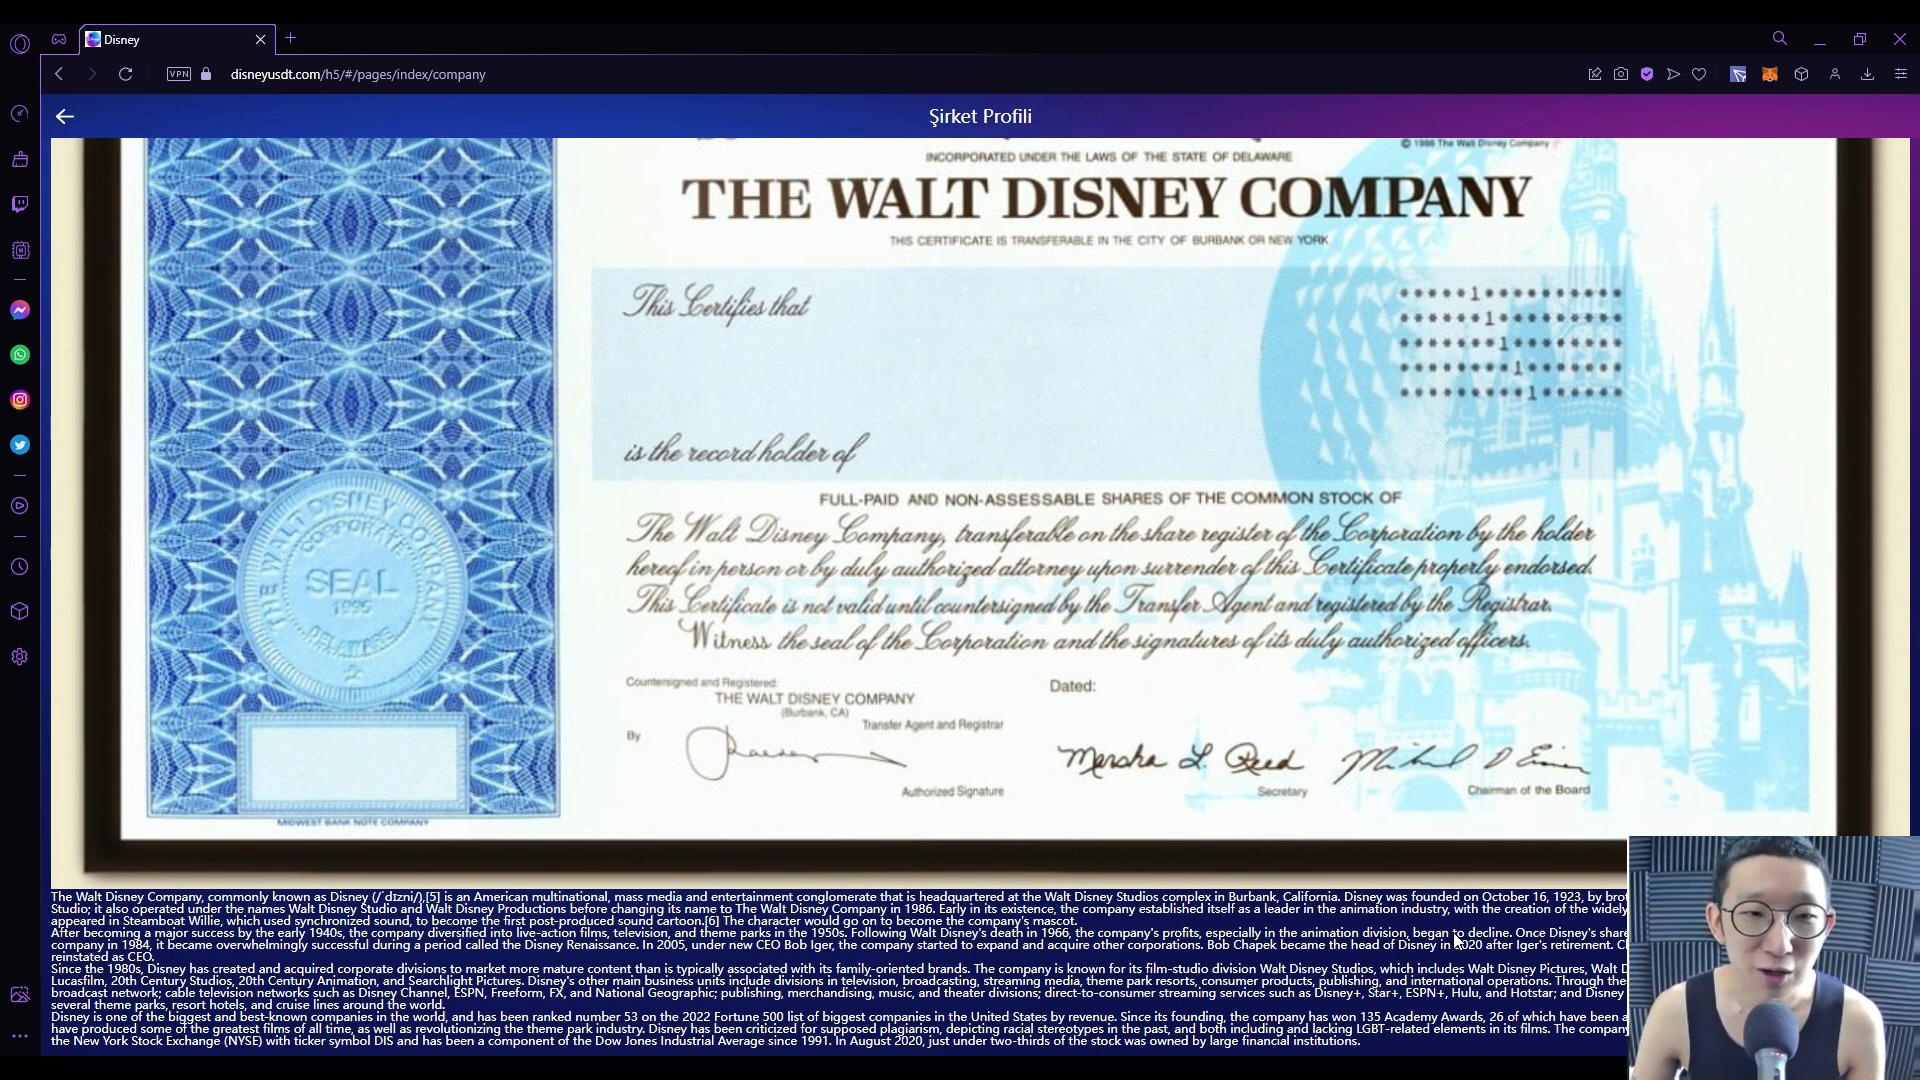 Disney
VPN
disneyusdt.com/h5/#/pages/index/company
Şirket Profili
© 1986 The Walt Disney Company
INCORPORATED UNDER THE LAWS OF THE STATE OF DELAWARE
THE WALT DISNEY COMPANY
THIS CERTIFICATE IS TRANSFERABLE IN THE CITY OF BURBANK OR NEW YORK
This Certifies that
*****1**********
******1*********
*******1********
********1*******
*********1******
is the record holder of
FULL-PAID AND NON-ASSESSABLE SHARES OF THE COMMON STOCK OF
The Walt Disney Company, transferable on the share register of the Corporation by the holder
hereof in person or by duly authorized attorney upon surrender of this Certificate properly endorsed.
This Certificate is not valid until countersigned by the Transfer Agent and registered by the Registrar.
Witness the seal of the Corporation and the signatures of its duly authorized officers.
THE WALT DISNEY COMPANY
CORPORATE
SEAL
1995
DELAWARE
Countersigned and Registered:
THE WALT DISNEY COMPANY
(Burbank, CA)
Transfer Agent and Registrar
By
Authorized Signature
Dated:
Marsha L. Reed
Secretary
Chairman of the Board
MIDWEST BANK NOTE COMPANY
The Walt Disney Company, commonly known as Disney (/ˈdɪzni/),[5] is an American multinational, mass media and entertainment conglomerate that is headquartered at the Walt Disney Studios complex in Burbank, California. Disney was founded on October 16, 1923, by brot
Studio; it also operated under the names Walt Disney Studio and Walt Disney Productions before changing its name to The Walt Disney Company in 1986. Early in its existence, the company established itself as a leader in the animation industry, with the creation of the widely
appeared in Steamboat Willie, which used synchronized sound, to become the first post-produced sound cartoon.[6] The character would go on to become the company's mascot.
After becoming a major success by the early 1940s, the company diversified into live-action films, television, and theme parks in the 1950s. Following Walt Disney's death in 1966, the company's profits, especially in the animation division, began to decline. Once Disney's share
company in 1984, it became overwhelmingly successful during a period called the Disney Renaissance. In 2005, under new CEO Bob Iger, the company started to expand and acquire other corporations. Bob Chapek became the head of Disney in 2020 after Iger's retirement. C
reinstated as CEO.
Since the 1980s, Disney has created and acquired corporate divisions to market more mature content than is typically associated with its family-oriented brands. The company is known for its film-studio division Walt Disney Studios, which includes Walt Disney Pictures, Walt D
Lucasfilm, 20th Century Studios, 20th Century Animation, and Searchlight Pictures. Disney's other main business units include divisions in television, broadcasting, streaming media, theme park resorts, consumer products, publishing, and international operations. Through the
broadcast network; cable television networks such as Disney Channel, ESPN, Freeform, FX, and National Geographic; publishing, merchandising, music, and theater divisions; direct-to-consumer streaming services such as Disney+, Star+, ESPN+, Hulu, and Hotstar; and Disney
several theme parks, resort hotels, and cruise lines around the world.
Disney is one of the biggest and best-known companies in the world, and has been ranked number 53 on the 2022 Fortune 500 list of biggest companies in the United States by revenue. Since its founding, the company has won 135 Academy Awards, 26 of which have been a
have produced some of the greatest films of all time, as well as revolutionizing the theme park industry. Disney has been criticized for supposed plagiarism, depicting racial stereotypes in the past, and both including and lacking LGBT-related elements in its films. The company
the New York Stock Exchange (NYSE) with ticker symbol DIS and has been a component of the Dow Jones Industrial Average since 1991. In August 2020, just under two-thirds of the stock was owned by large financial institutions.